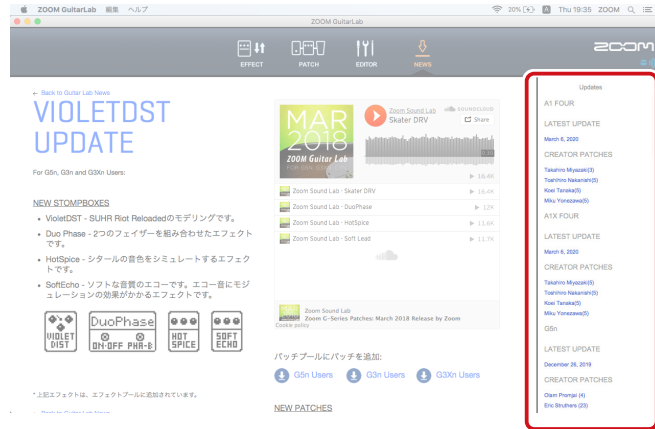 ZOOM GuitarLab 編集 ヘルプ
20% A Thu 19:35 ZOOM
ZOOM GuitarLab
EFFECT
PATCH
EDITOR
NEWS
ZOOM
← Back to Guitar Lab News
VIOLETDST
UPDATE
For G5n, G3n and G3Xn Users:
NEW STOMPBOXES
• VioletDST - SUHR Riot Reloadedのモデリングです。
• Duo Phase - 2つのフェイザーを組み合わせたエフェクト
です。
• HotSpice - シタールの音色をシミュレートするエフェク
トです。
• SoftEcho - ソフトな音質のエコーです。エコー音にモジ
ュレーションの効果がかかるエフェクトです。
VIOLET
DIST
DuoPhase
ON·OFF PHA-B
HOT
SPICE
SOFT
ECHO
* 上記エフェクトは、エフェクトプールに追加されています。
← Back to Guitar Lab News
MAR
2018
ZOOM Guitar Lab
Zoom Sound Lab
Skater DRV
SOUNDCLOUD
Share
16.4K
Zoom Sound Lab - Skater DRV 16.4K
Zoom Sound Lab - DuoPhase 12K
Zoom Sound Lab - HotSpice 11.6K
Zoom Sound Lab - Soft Lead 11.7K
Zoom Sound Lab
Zoom G-Series Patches: March 2018 Release by Zoom
Cookie policy
パッチプールにパッチを追加:
G5n Users
G3n Users
G3Xn Users
NEW PATCHES
Updates
A1 FOUR
LATEST UPDATE
March 6, 2020
CREATOR PATCHES
Takahiro Miyazaki(3)
Toshihiro Nakanishi(5)
Koei Tanaka(5)
Miku Yonezawa(5)
A1X FOUR
LATEST UPDATE
March 6, 2020
CREATOR PATCHES
Takahiro Miyazaki(5)
Toshihiro Nakanishi(5)
Koei Tanaka(5)
Miku Yonezawa(5)
G5n
LATEST UPDATE
December 26, 2019
CREATOR PATCHES
Olam Promjai (4)
Eric Struthers (23)